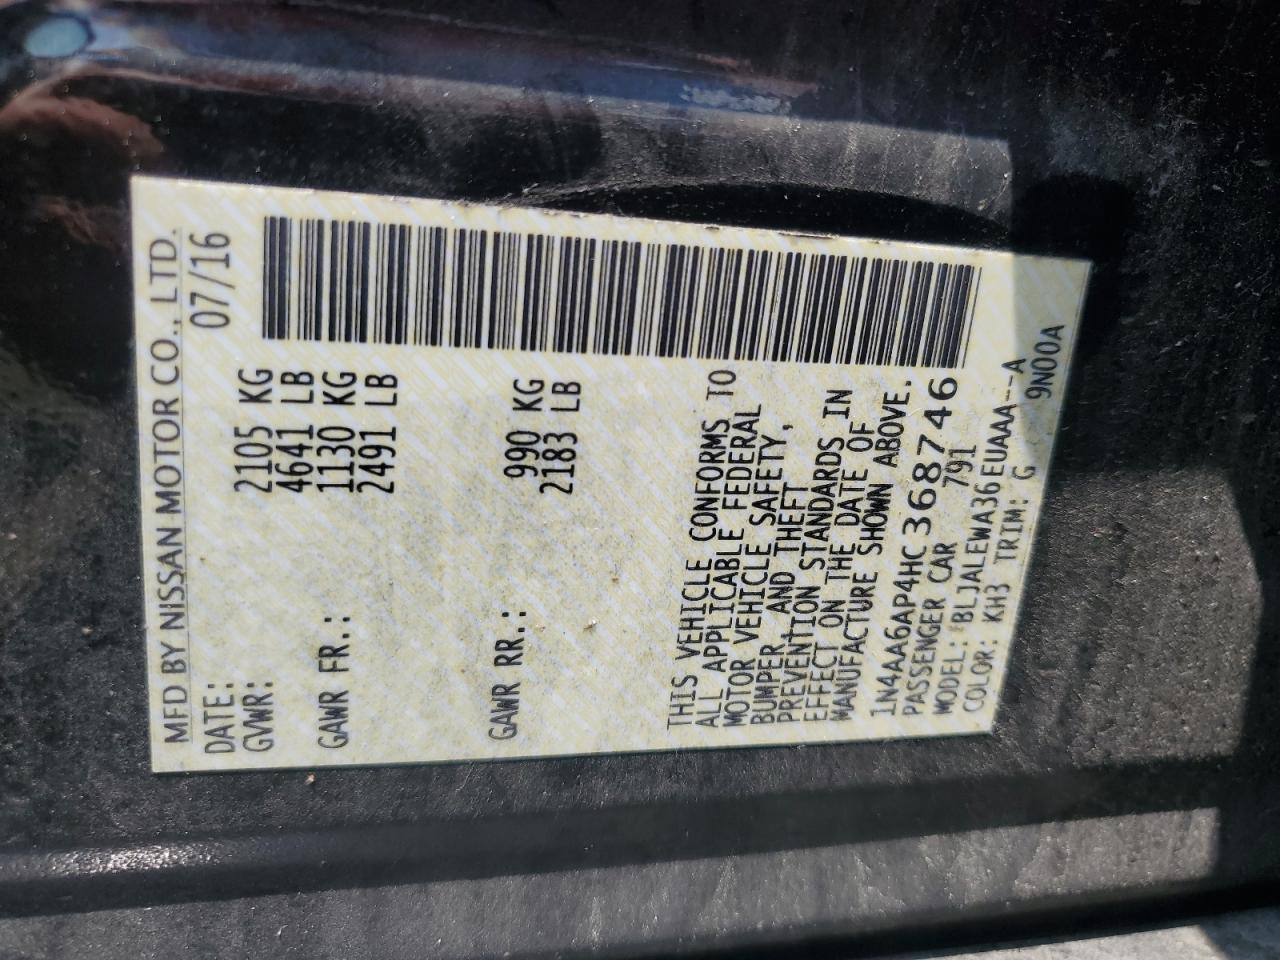 MFD BY NISSAN MOTOR CO., LTD.
DATE: 07/16
GVWR: 2105 KG
4641 LB
GAWR FR.: 1130 KG
2491 LB
GAWR RR.: 990 KG
2183 LB
THIS VEHICLE CONFORMS TO
ALL APPLICABLE FEDERAL
MOTOR VEHICLE SAFETY,
BUMPER, AND THEFT
PREVENTION STANDARDS IN
EFFECT ON THE DATE OF
MANUFACTURE SHOWN ABOVE.
1N4AA6AP4HC368746
PASSENGER CAR 791
MODEL: BLJALEWA36EUAAA--A
COLOR: KH3 TRIM: G 9N00A